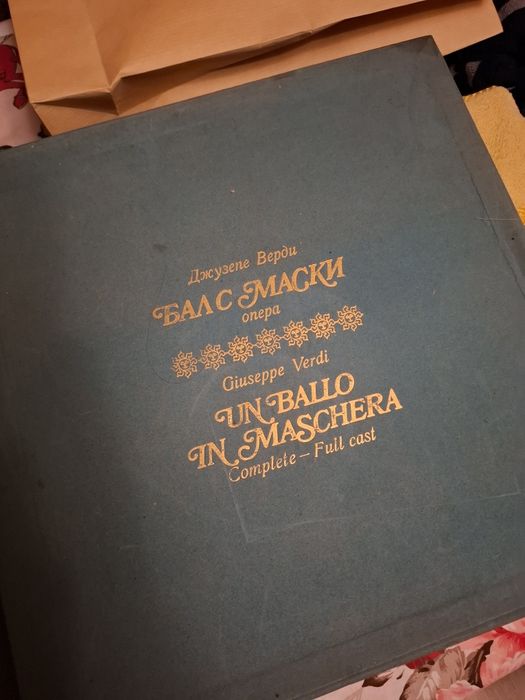 Джузепе Верди
БАЛ С МАСКИ
опера
Giuseppe Verdi
UN BALLO
IN MASCHERA
Complete – Full cast